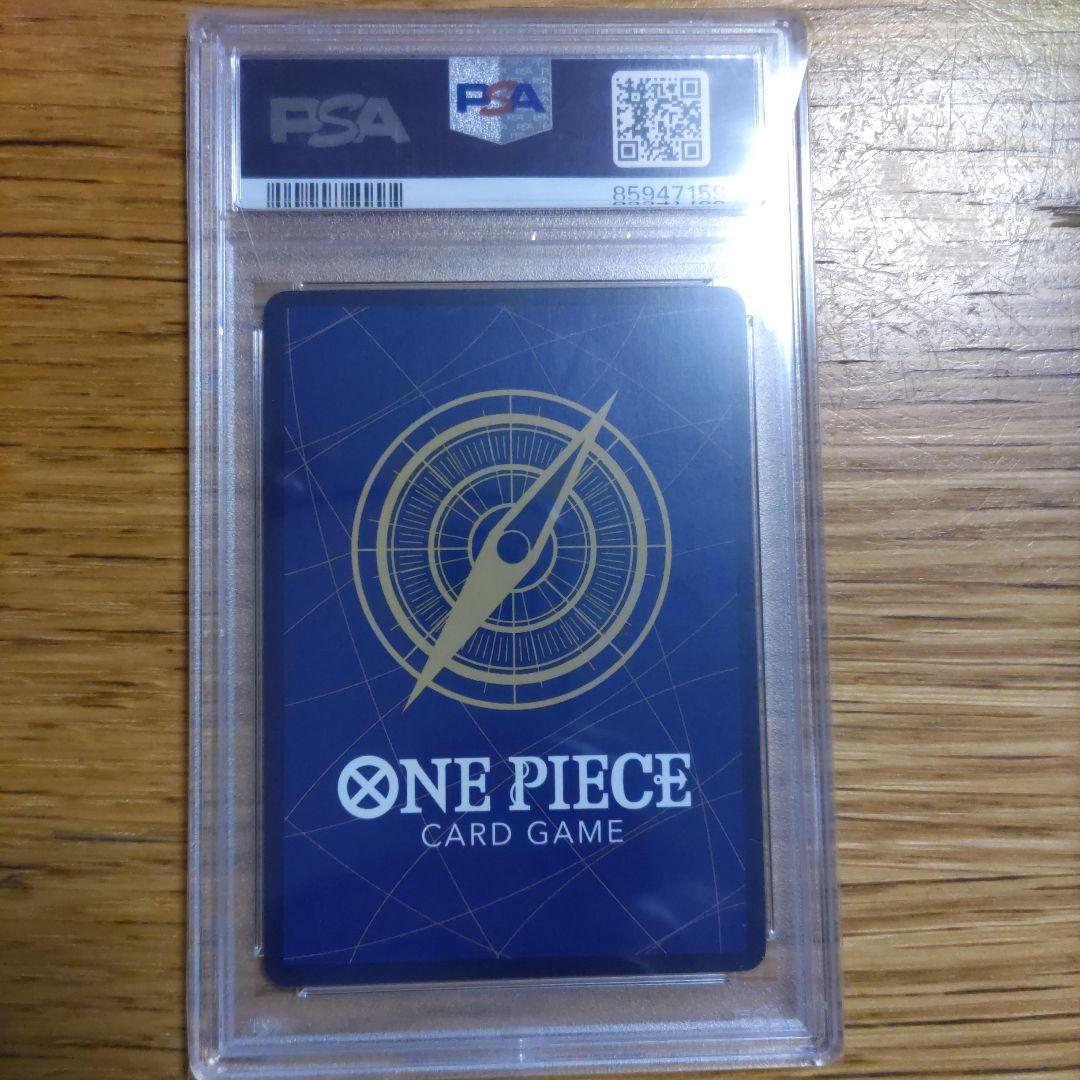 PSA
PSA
85947159
ONE PIECE
CARD GAME